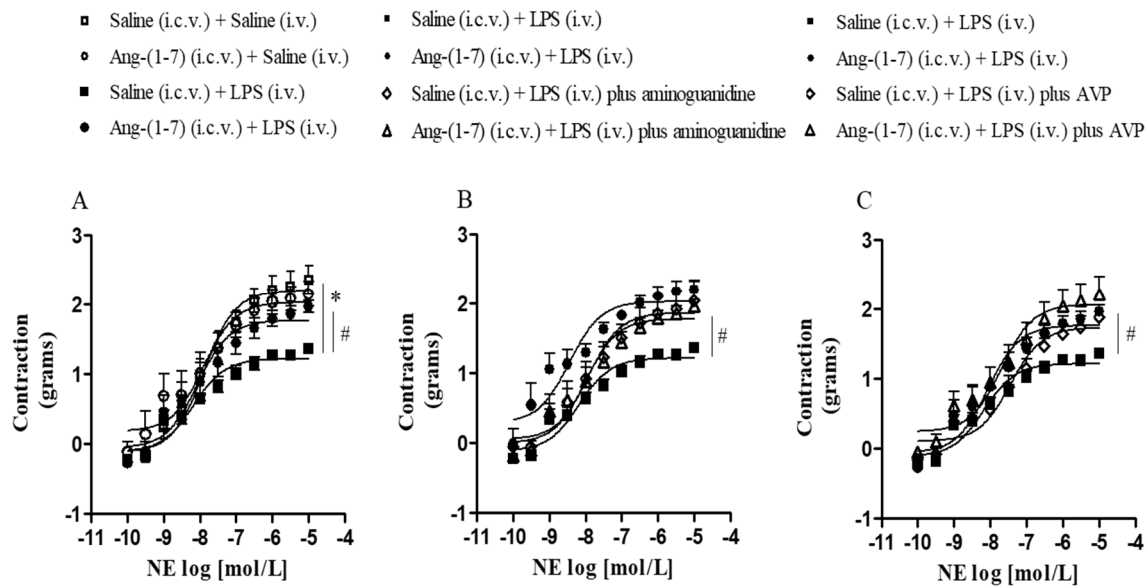 Saline (i.c.v.) + Saline (i.v.)
Ang-(1-7) (i.c.v.) + Saline (i.v.)
Saline (i.c.v.) + LPS (i.v.)
Ang-(1-7) (i.c.v.) + LPS (i.v.)
Saline (i.c.v.) + LPS (i.v.)
Ang-(1-7) (i.c.v.) + LPS (i.v.)
Saline (i.c.v.) + LPS (i.v.) plus aminoguanidine
Ang-(1-7) (i.c.v.) + LPS (i.v.) plus aminoguanidine
Saline (i.c.v.) + LPS (i.v.)
Ang-(1-7) (i.c.v.) + LPS (i.v.)
Saline (i.c.v.) + LPS (i.v.) plus AVP
Ang-(1-7) (i.c.v.) + LPS (i.v.) plus AVP
A
3
2
1
0
-1
Contraction
(grams)
*
#
-11 -10 -9 -8 -7 -6 -5 -4
NE log [mol/L]
B
3
2
1
0
-1
Contraction
(grams)
#
-11 -10 -9 -8 -7 -6 -5 -4
NE log [mol/L]
C
3
2
1
0
-1
Contraction
(grams)
#
-11 -10 -9 -8 -7 -6 -5 -4
NE log [mol/L]